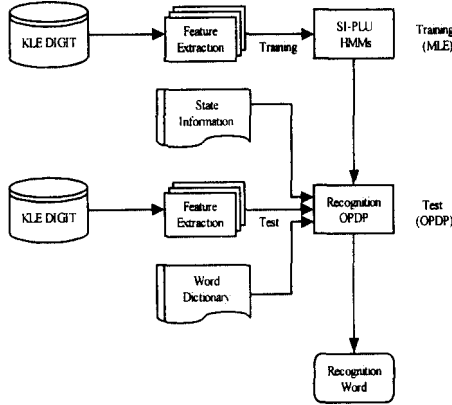 KLE DIGIT
Feature
Extraction
Training
SI-PLU
HMMs
Training
(MLE)
State
Information
KLE DIGIT
Feature
Extraction
Test
Recognition
OPDP
Test
(OPDP)
Word
Dictionary
Recognition
Word